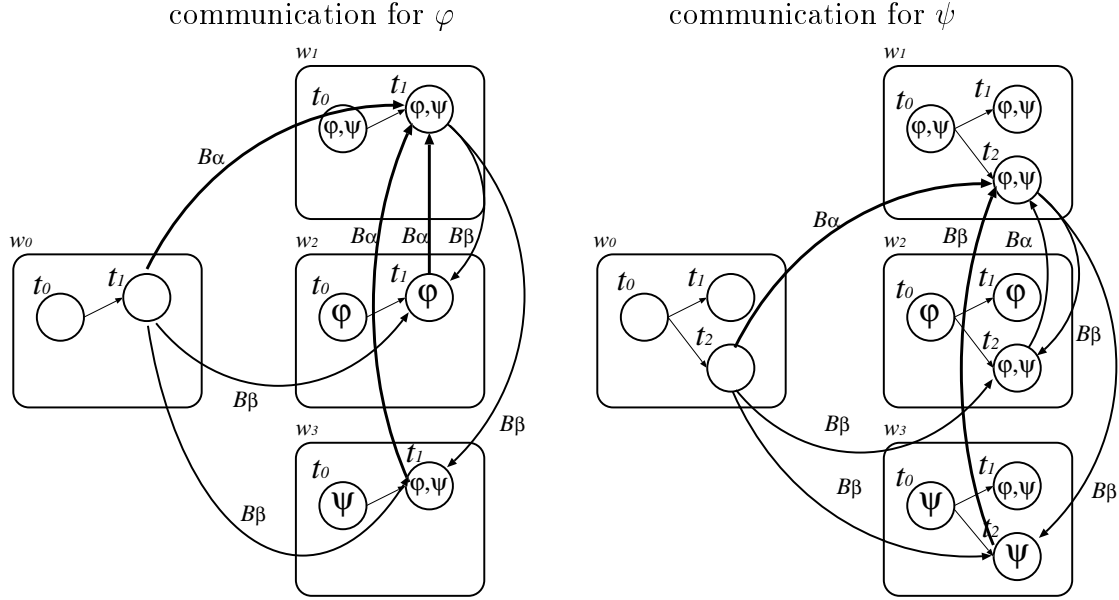 communication for φ
communication for ψ
w1
t0
t1
φ,ψ
φ,ψ
Bα
Bα
Bα
Bβ
w0
t0
t1
w2
t0
t1
φ
φ
Bβ
Bβ
Bβ
w3
t0
t1
ψ
φ,ψ
w1
t0
t1
φ,ψ
φ,ψ
t2
φ,ψ
Bα
Bβ
Bα
w0
t0
t1
t2
w2
t0
t1
φ
φ
t2
φ,ψ
Bβ
Bβ
Bβ
Bβ
w3
t0
t1
ψ
φ,ψ
t2
ψ